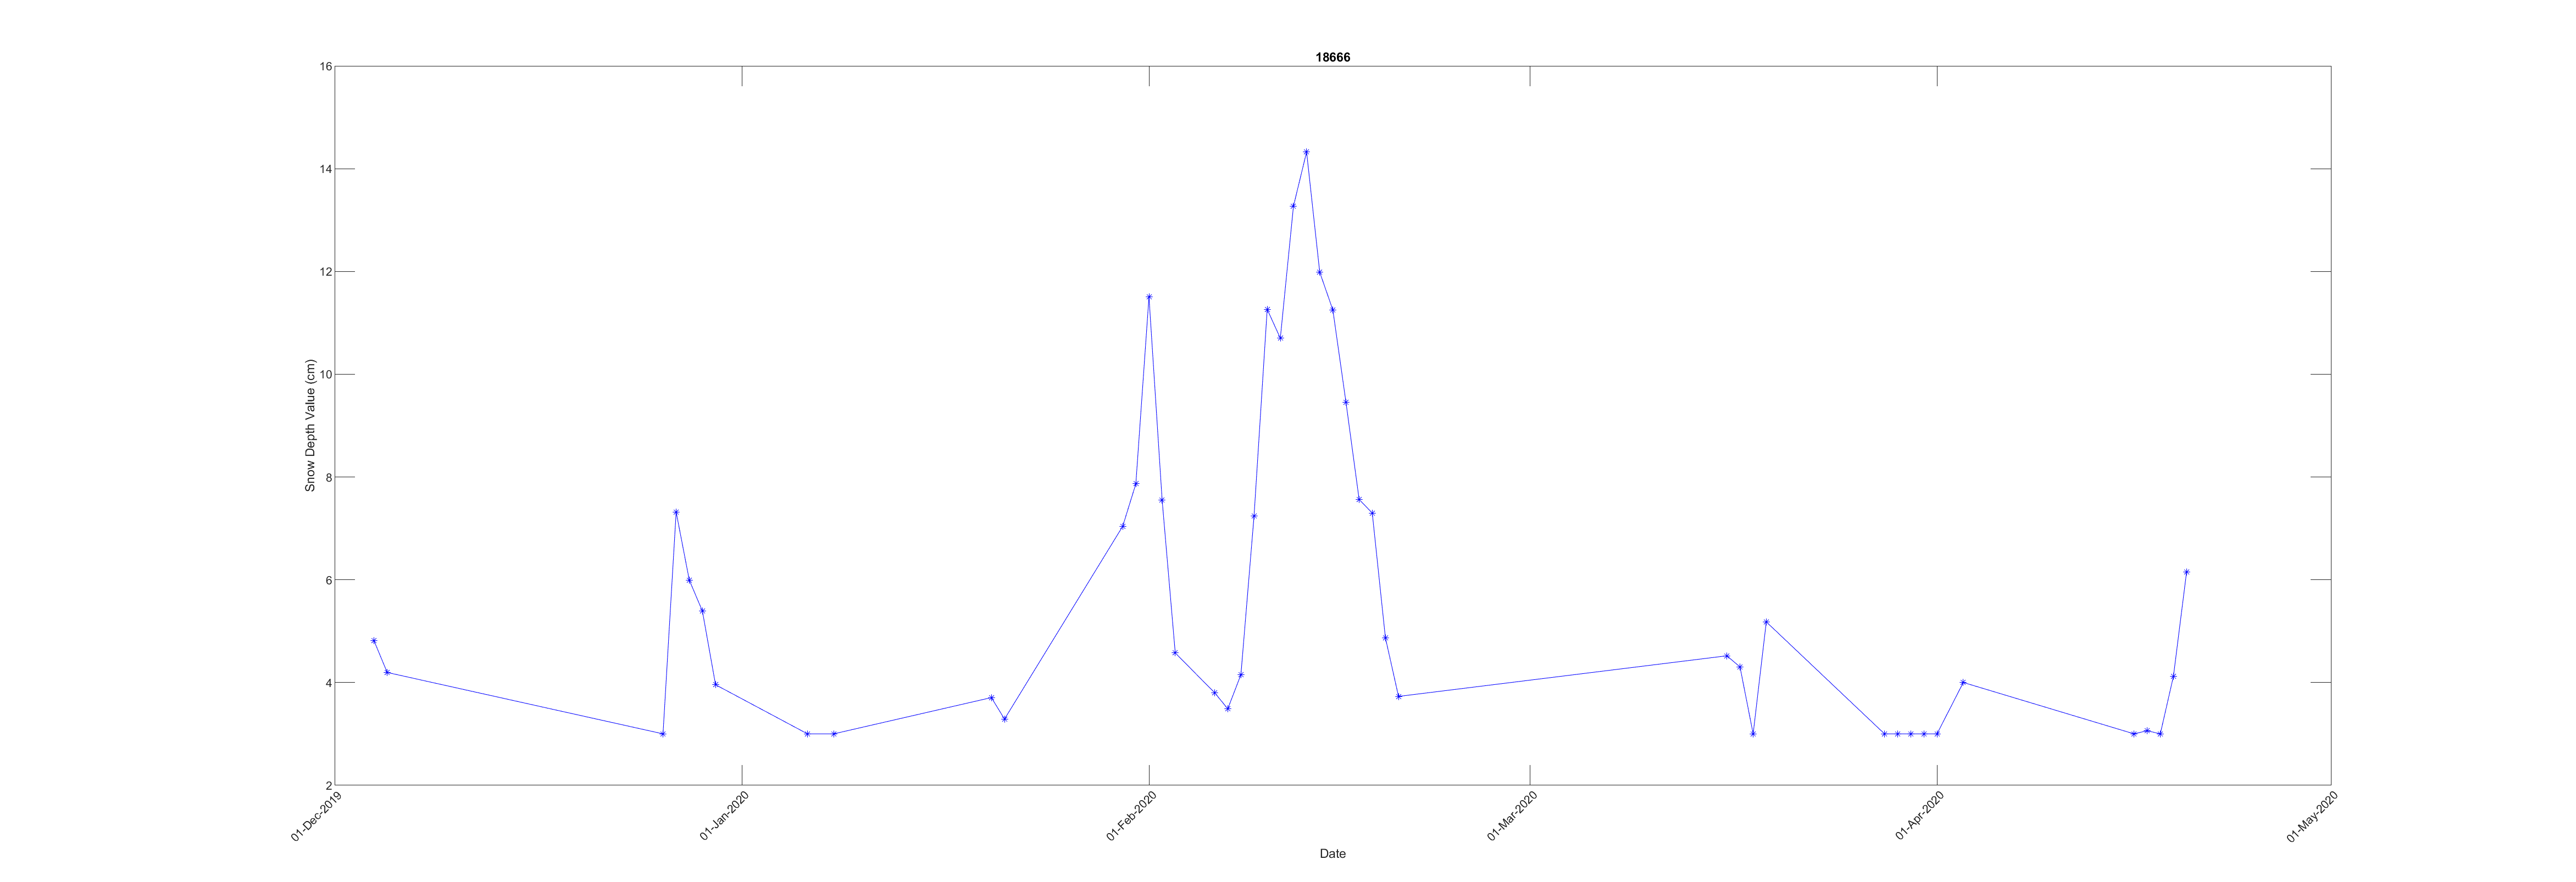 18666
16
14
12
10
8
6
4
2
Snow Depth Value (cm)
01-Dec-2019
01-Jan-2020
01-Feb-2020
01-Mar-2020
01-Apr-2020
01-May-2020
Date